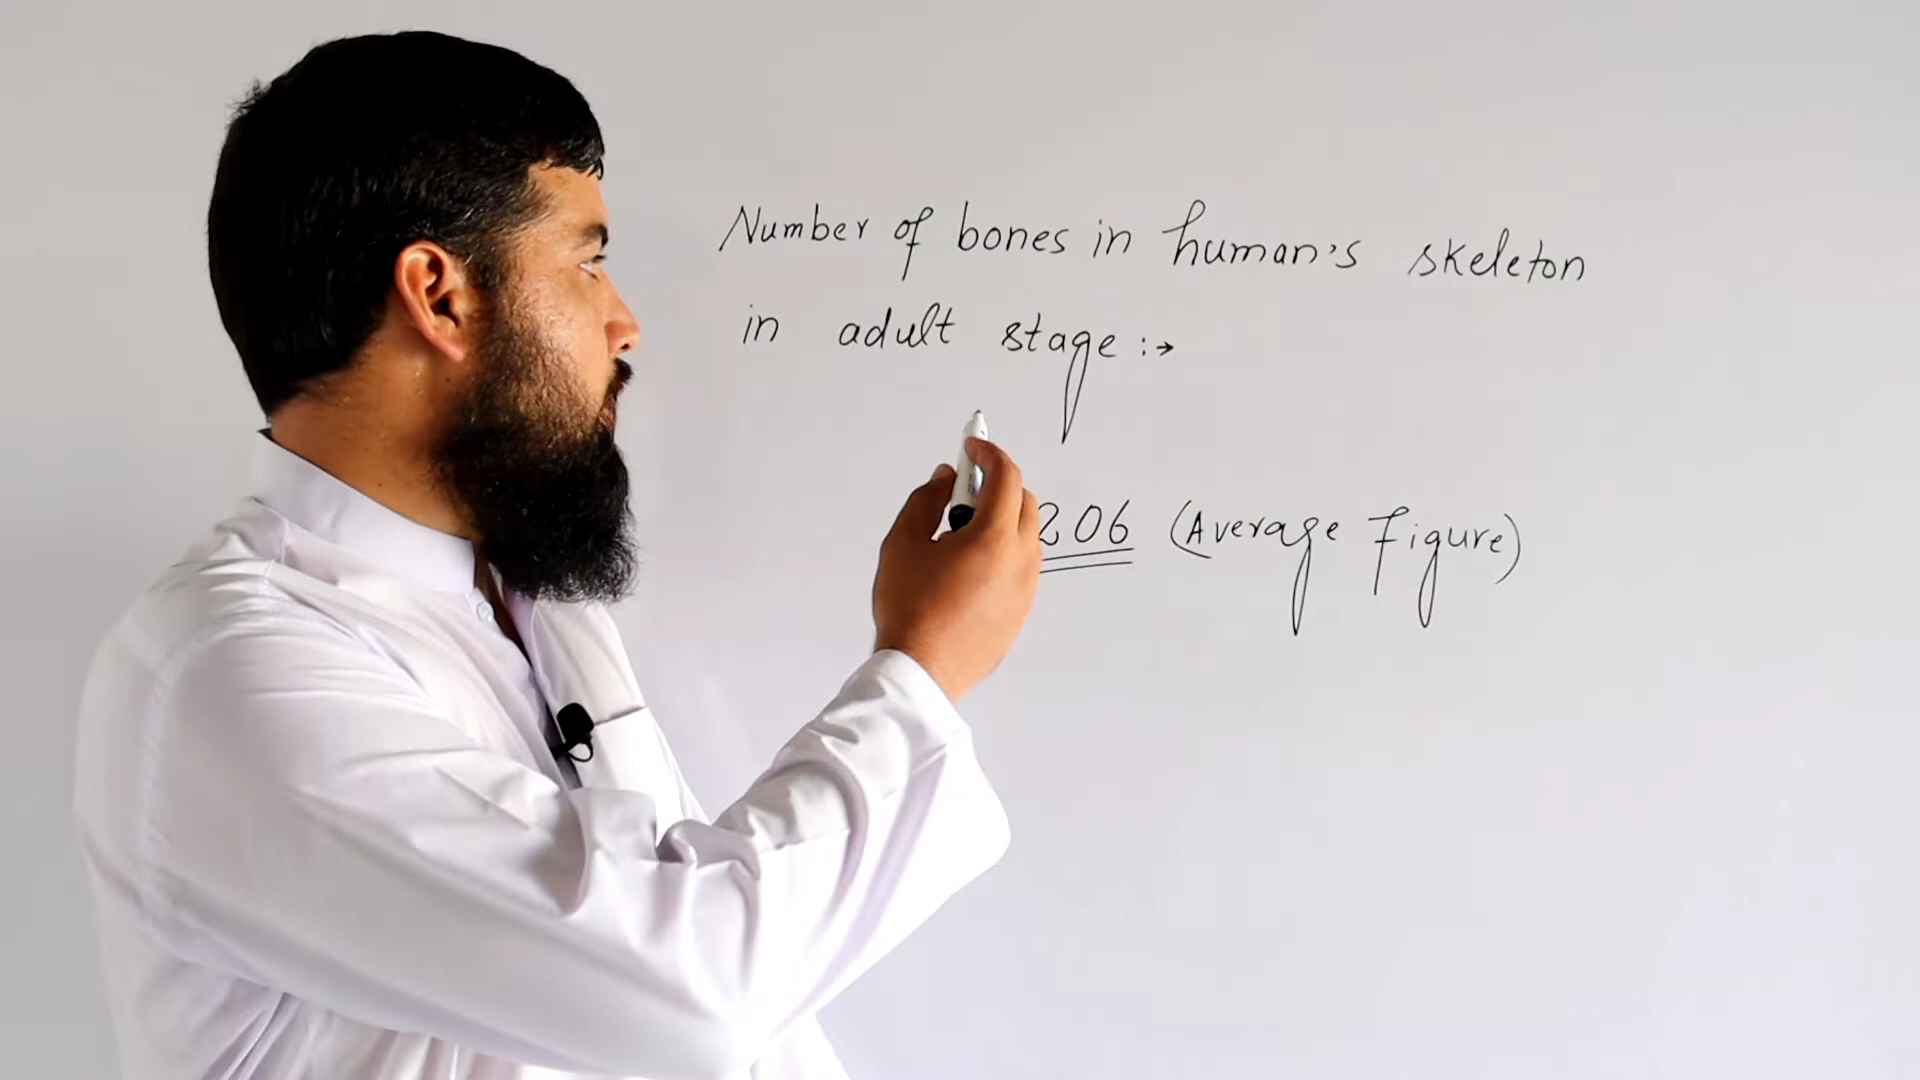 Number of bones in human's skeleton
in adult stage :→
206 (Average Figure)